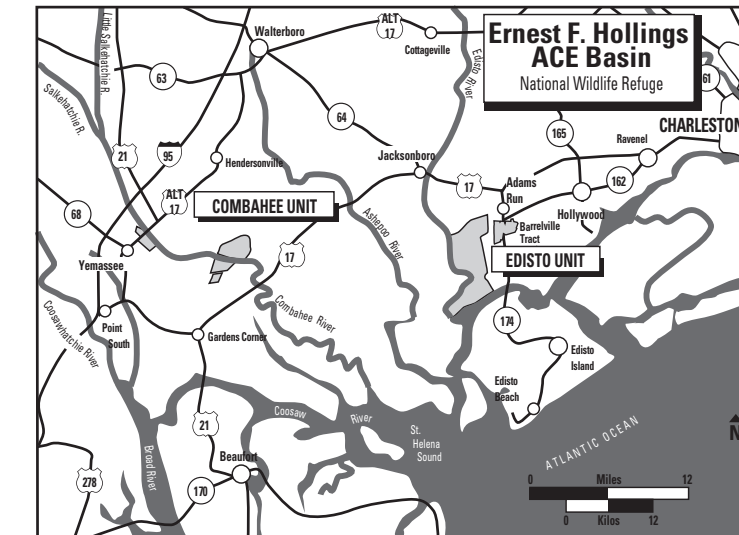 Ernest F. Hollings
ACE Basin
National Wildlife Refuge
Little Salkehatchie R.
Salkehatchie R.
Walterboro
ALT
17
Cottageville
Edisto River
61
63
64
165
Ravenel
CHARLESTON
21
95
Hendersonville
Jacksonboro
17
Adams
Run
162
Hollywood
68
ALT
17
COMBAHEE UNIT
Ashepoo River
Barrelville
Tract
EDISTO UNIT
Yemassee
17
Coosawhatchie River
Point
South
Combahee River
Gardens Corner
174
Edisto
Island
Edisto
Beach
21
Coosaw
River
St.
Helena
Sound
ATLANTIC OCEAN
N
Broad River
Beaufort
278
170
0 Miles 12
0 Kilos 12